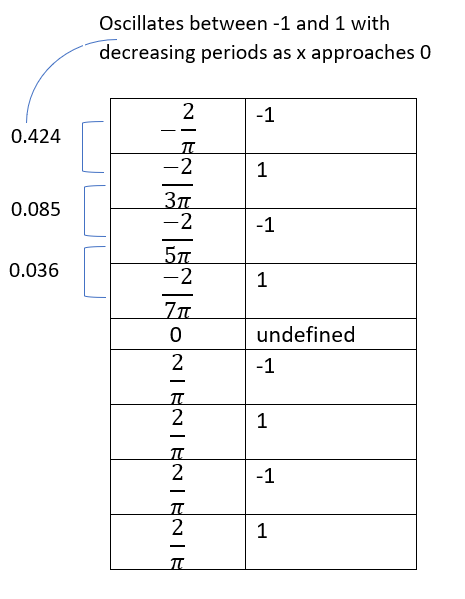 Oscillates between -1 and 1 with
decreasing periods as x approaches 0
0.424
0.085
0.036
−2/π -1
−2/3π 1
−2/5π -1
−2/7π 1
0 undefined
2/π -1
2/π 1
2/π -1
2/π 1